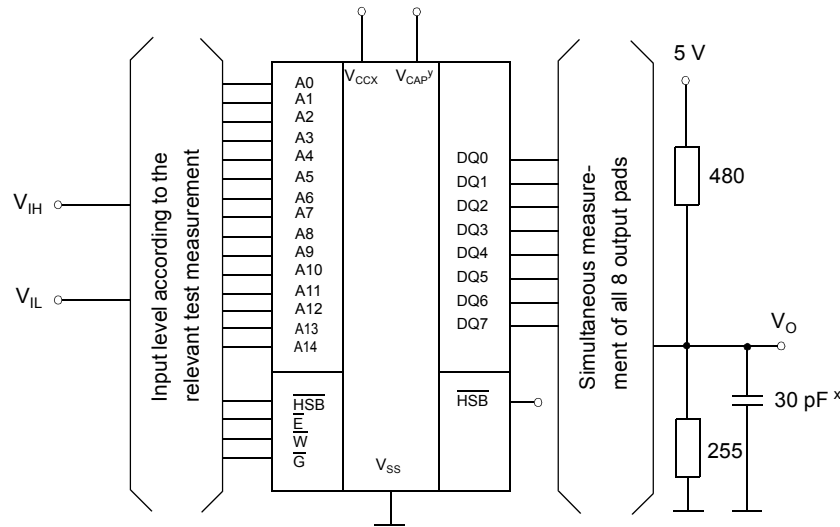 V_CCX
V_CAP^y
A0
A1
A2
A3
A4
A5
A6
A7
A8
A9
A10
A11
A12
A13
A14
HSB
E
W
G
V_IH
V_IL
Input level according to the
relevant test measurement
V_SS
DQ0
DQ1
DQ2
DQ3
DQ4
DQ5
DQ6
DQ7
HSB
Simultaneous measure-
ment of all 8 output pads
5 V
480
V_O
30 pF ^x
255